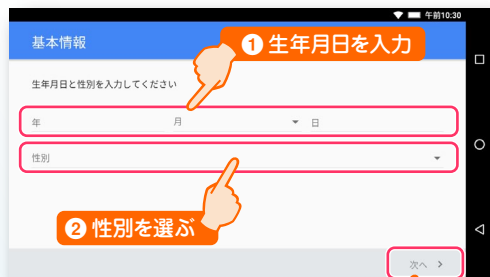 午前10:30
基本情報
❶ 生年月日を入力
生年月日と性別を入力してください
年 月 日
性別
❷ 性別を選ぶ
次へ